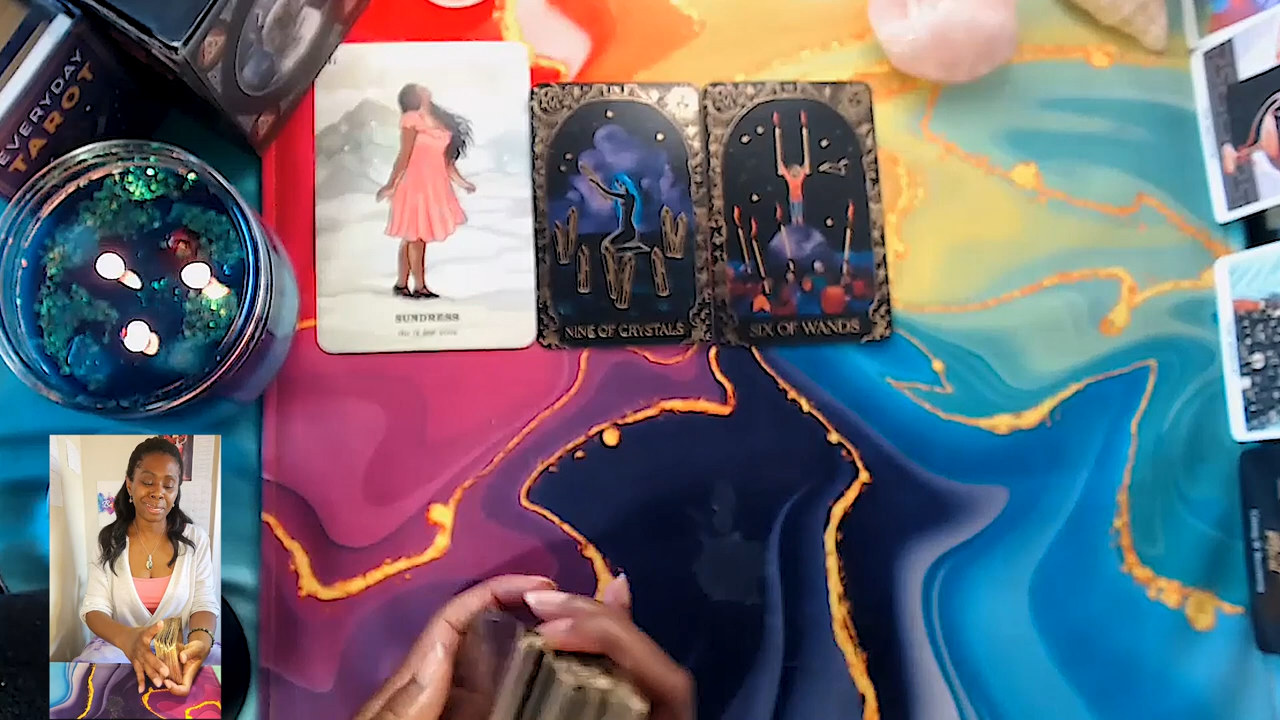 EVERYDAY
TAROT
SUNDRESS
NINE OF CRYSTALS
SIX OF WANDS